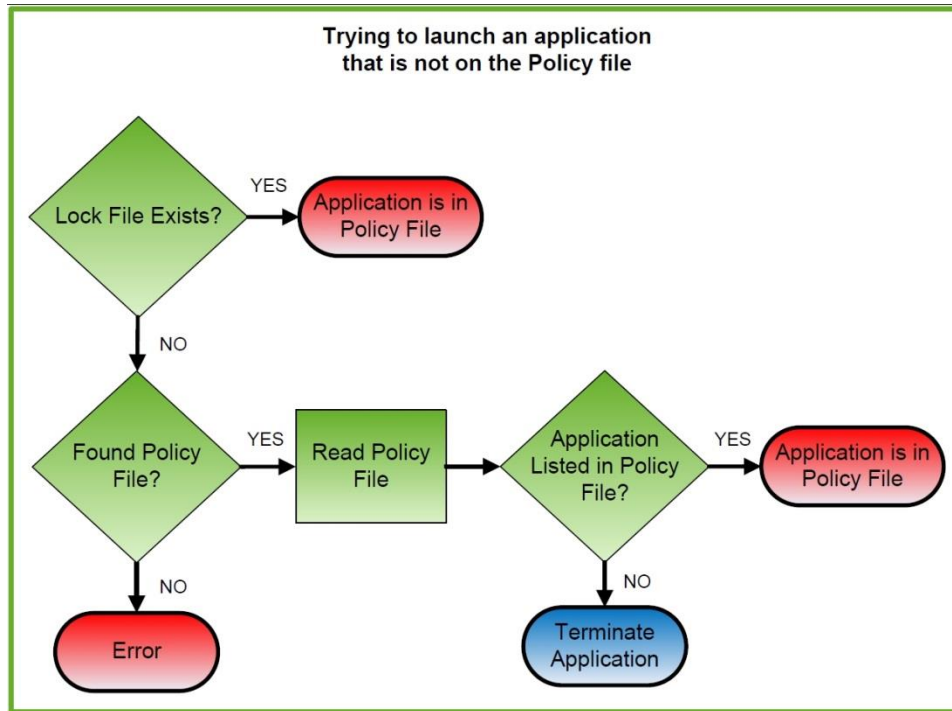 Trying to launch an application
that is not on the Policy file
Lock File Exists?
YES
Application is in
Policy File
NO
Found Policy
File?
YES
Read Policy
File
Application
Listed in Policy
File?
YES
Application is in
Policy File
NO
Error
NO
Terminate
Application